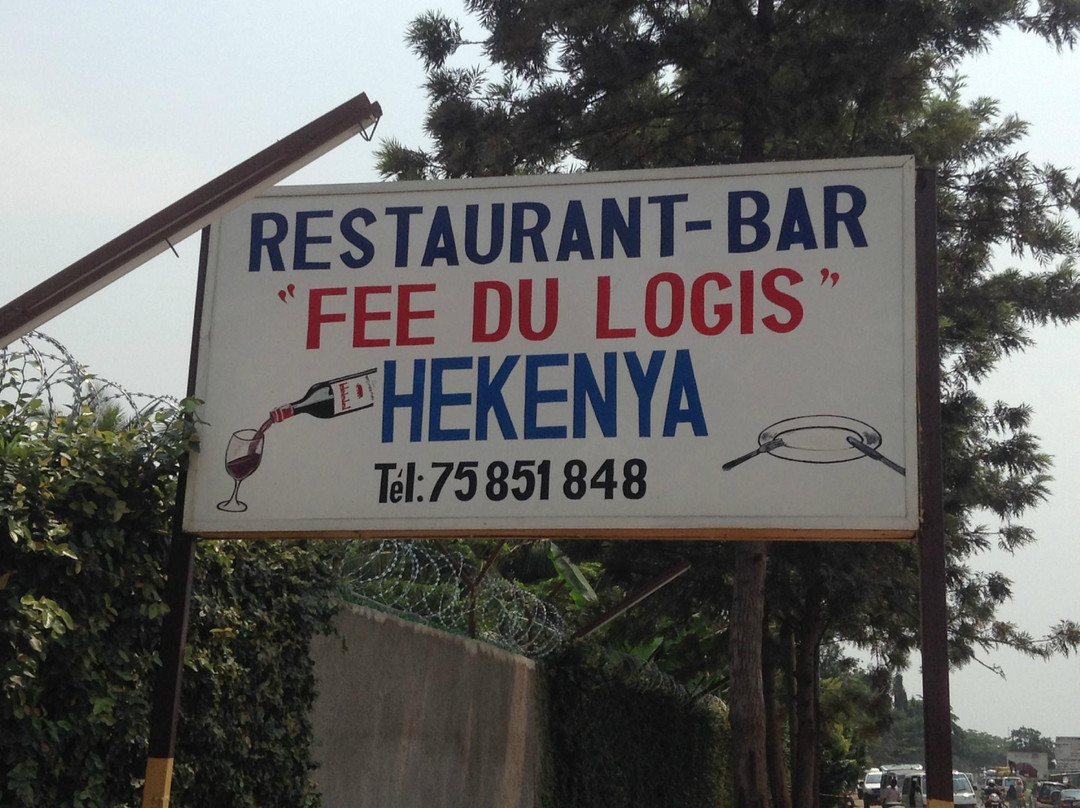 RESTAURANT-BAR
"FEE DU LOGIS"
HEKENYA
Tél:75 851 848